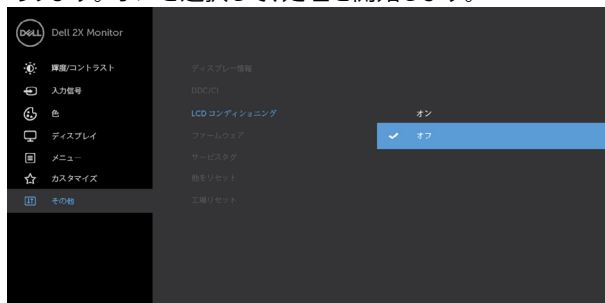 DELL
Dell 2X Monitor
輝度/コントラスト
ディスプレー情報
入力信号
DDC/CI
色
LCD コンディショニング
オン
ディスプレイ
ファームウェア
オフ
メニュー
サービスタグ
カスタマイズ
他をリセット
その他
工場リセット